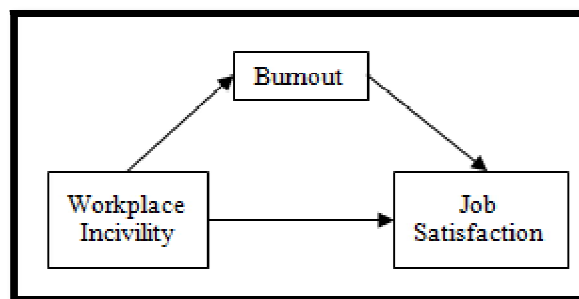 Burnout
Workplace
Incivility
Job
Satisfaction